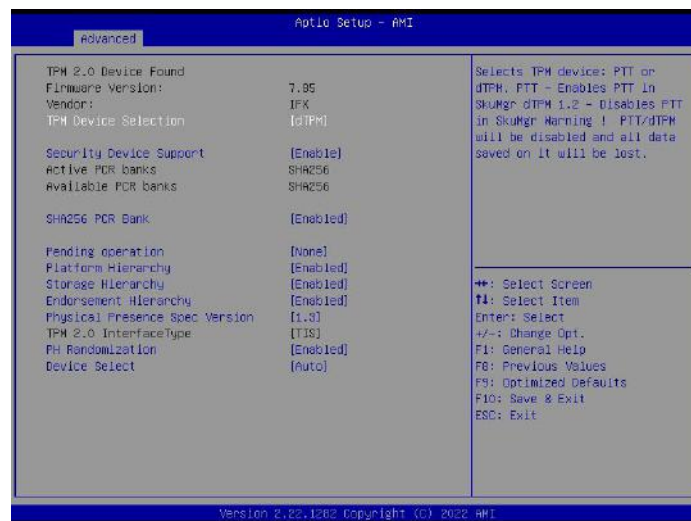 Aptio Setup - AMI
Advanced
TPM 2.0 Device Found
Firmware Version: 7.85
Vendor: IFX
TPM Device Selection [dTPM]
Security Device Support [Enable]
Active PCR banks SHA256
Available PCR banks SHA256
SHA256 PCR Bank [Enabled]
Pending operation [None]
Platform Hierarchy [Enabled]
Storage Hierarchy [Enabled]
Endorsement Hierarchy [Enabled]
Physical Presence Spec Version [1.3]
TPM 2.0 InterfaceType [TIS]
PH Randomization [Enabled]
Device Select [Auto]
Selects TPM device: PTT or
dTPM. PTT - Enables PTT in
SkuMgr dTPM 1.2 - Disables PTT
in SkuMgr Warning ! PTT/dTPM
will be disabled and all data
saved on it will be lost.
→←: Select Screen
↑↓: Select Item
Enter: Select
+/-: Change Opt.
F1: General Help
F8: Previous Values
F9: Optimized Defaults
F10: Save & Exit
ESC: Exit
Version 2.22.1282 Copyright (C) 2022 AMI